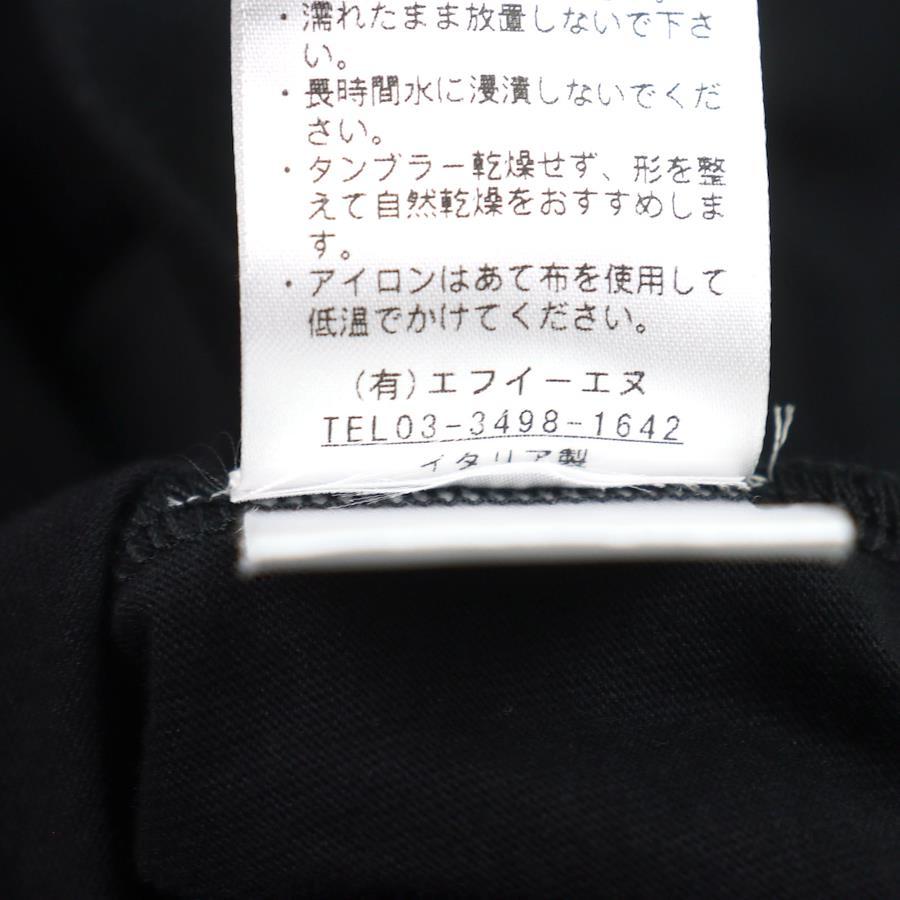 ・濡れたまま放置しないで下さ
い。
・長時間水に浸漬しないでくだ
さい。
・タンブラー乾燥せず、形を整
えて自然乾燥をおすすめしま
す。
・アイロンはあて布を使用して
低温でかけてください。
(有)エフイーエヌ
TEL03-3498-1642
イタリア製